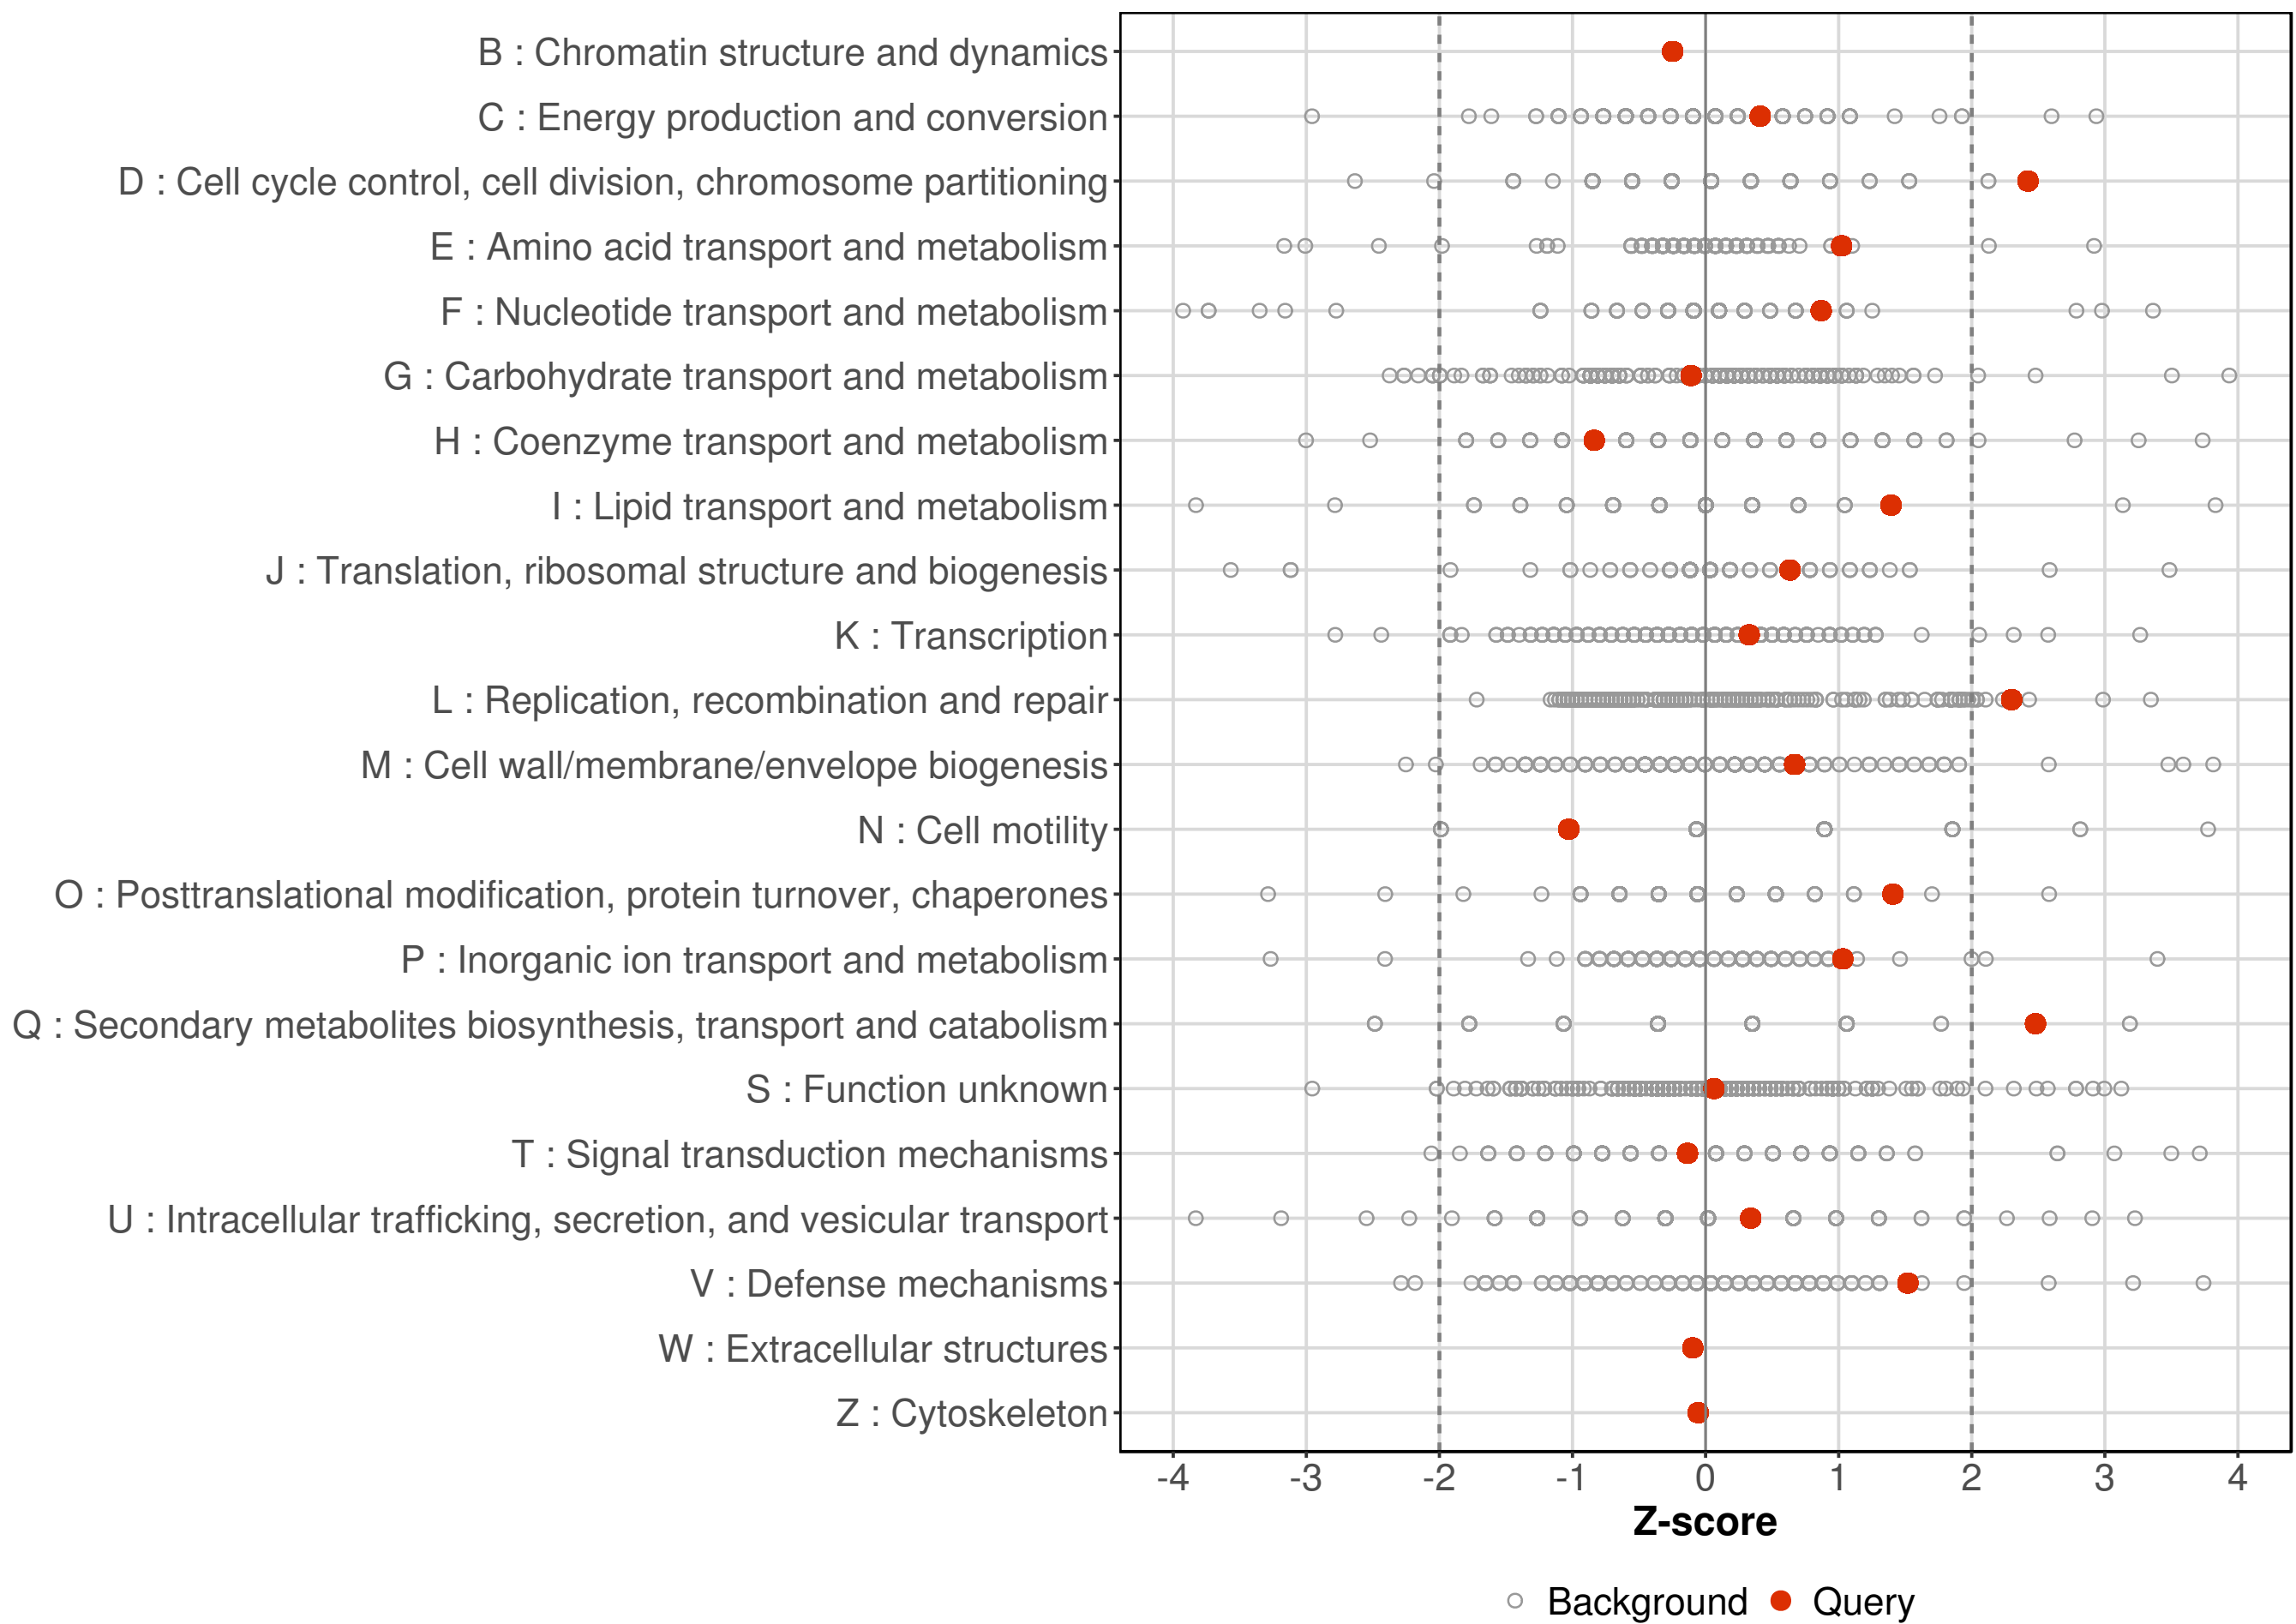 B : Chromatin structure and dynamics
C : Energy production and conversion
D : Cell cycle control, cell division, chromosome partitioning
E : Amino acid transport and metabolism
F : Nucleotide transport and metabolism
G : Carbohydrate transport and metabolism
H : Coenzyme transport and metabolism
I : Lipid transport and metabolism
J : Translation, ribosomal structure and biogenesis
K : Transcription
L : Replication, recombination and repair
M : Cell wall/membrane/envelope biogenesis
N : Cell motility
O : Posttranslational modification, protein turnover, chaperones
P : Inorganic ion transport and metabolism
Q : Secondary metabolites biosynthesis, transport and catabolism
S : Function unknown
T : Signal transduction mechanisms
U : Intracellular trafficking, secretion, and vesicular transport
V : Defense mechanisms
W : Extracellular structures
Z : Cytoskeleton
-4 -3 -2 -1 0 1 2 3 4
Z-score
Background Query